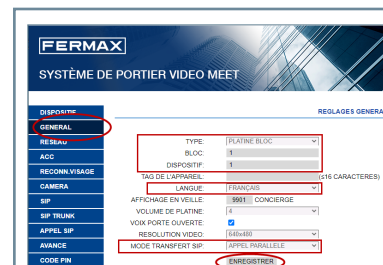 FERMAX
SYSTÈME DE PORTIER VIDEO MEET
DISPOSITIF
REGLAGES GENERA
GENERAL
RESEAU
TYPE: PLATINE BLOC
ACC
BLOC: 1
RECONN.VISAGE
DISPOSITIF: 1
CAMERA
TAG DE L'APPAREIL: (≤16 CARACTERES)
SIP
LANGUE: FRANÇAIS
SIP TRUNK
AFFICHAGE EN VEILLE: 9901 CONCIERGE
APPEL SIP
VOLUME DE PLATINE: 4
AVANCE
VOIX PORTE OUVERTE:
CODE PIN
RESOLUTION VIDEO: 640x480
MODE TRANSFERT SIP: APPEL PARALLELE
ENREGISTRER